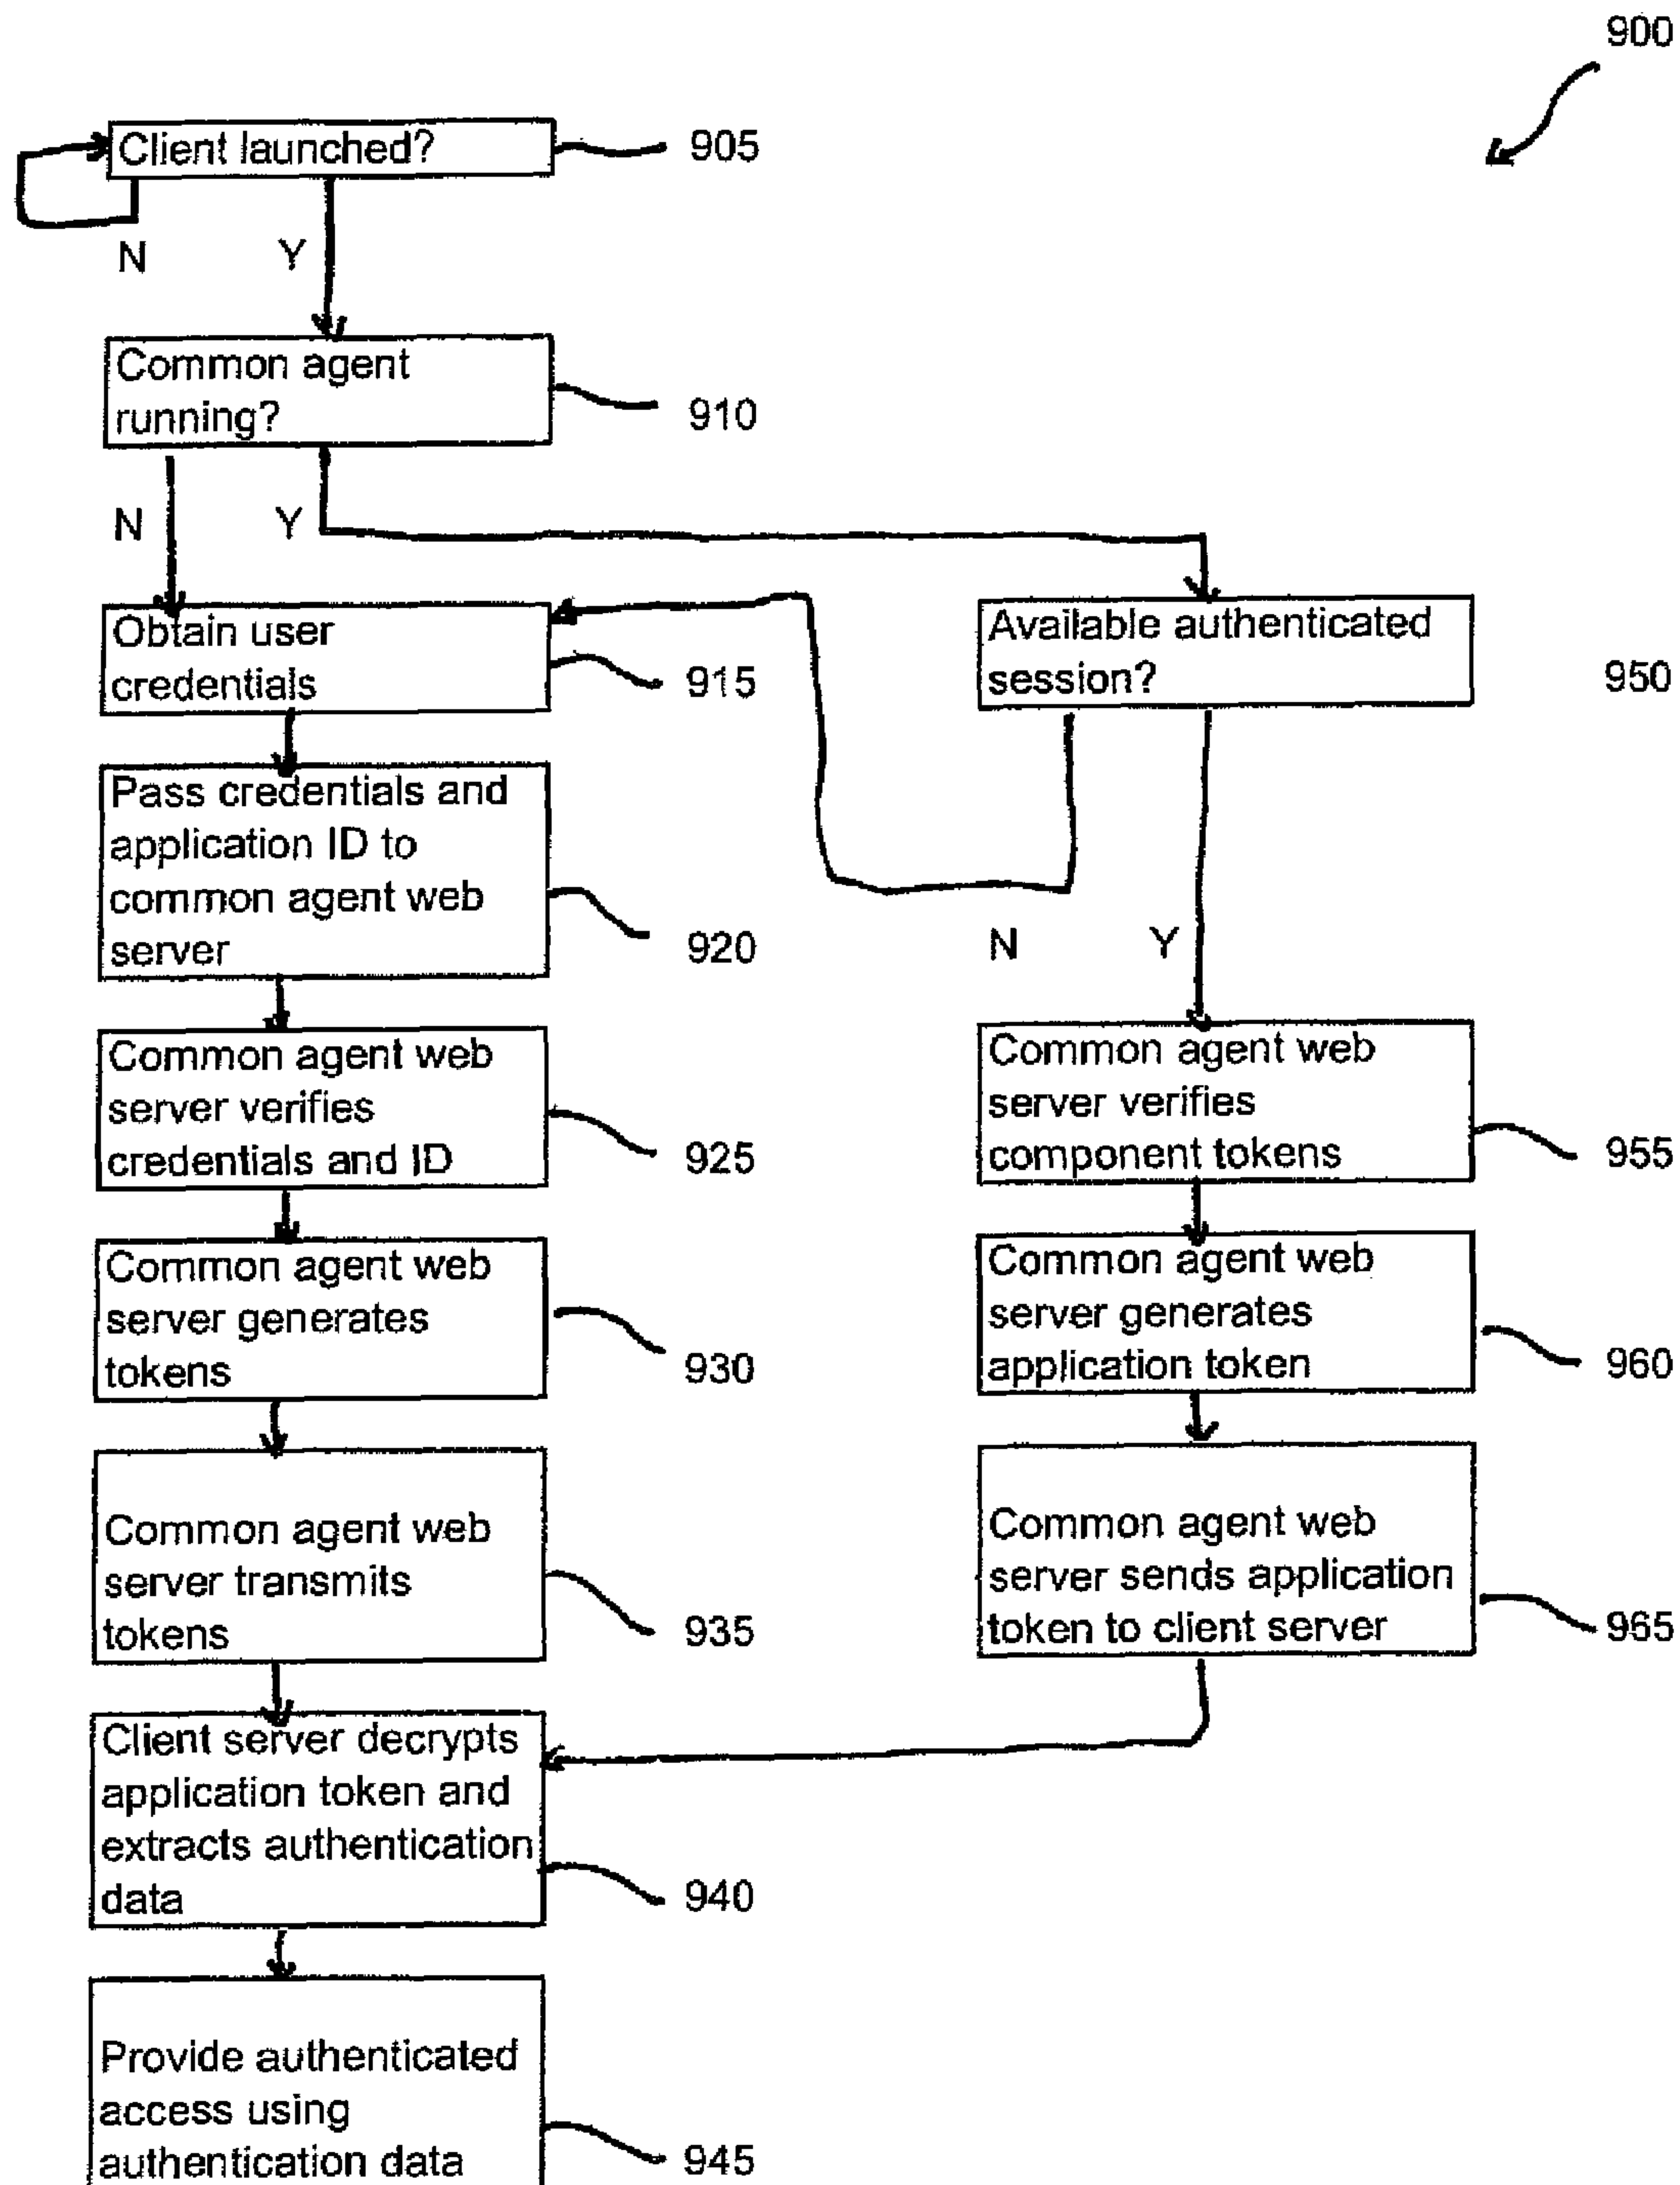 900
Client launched?
905
N
Y
Common agent
running?
910
N
Y
Obtain user
credentials
915
Available authenticated
session?
950
Pass credentials and
application ID to
common agent web
server
920
N
Y
Common agent web
server verifies
credentials and ID
925
Common agent web
server verifies
component tokens
955
Common agent web
server generates
tokens
930
Common agent web
server generates
application token
960
Common agent web
server transmits
tokens
935
Common agent web
server sends application
token to client server
965
Client server decrypts
application token and
extracts authentication
data
940
Provide authenticated
access using
authentication data
945